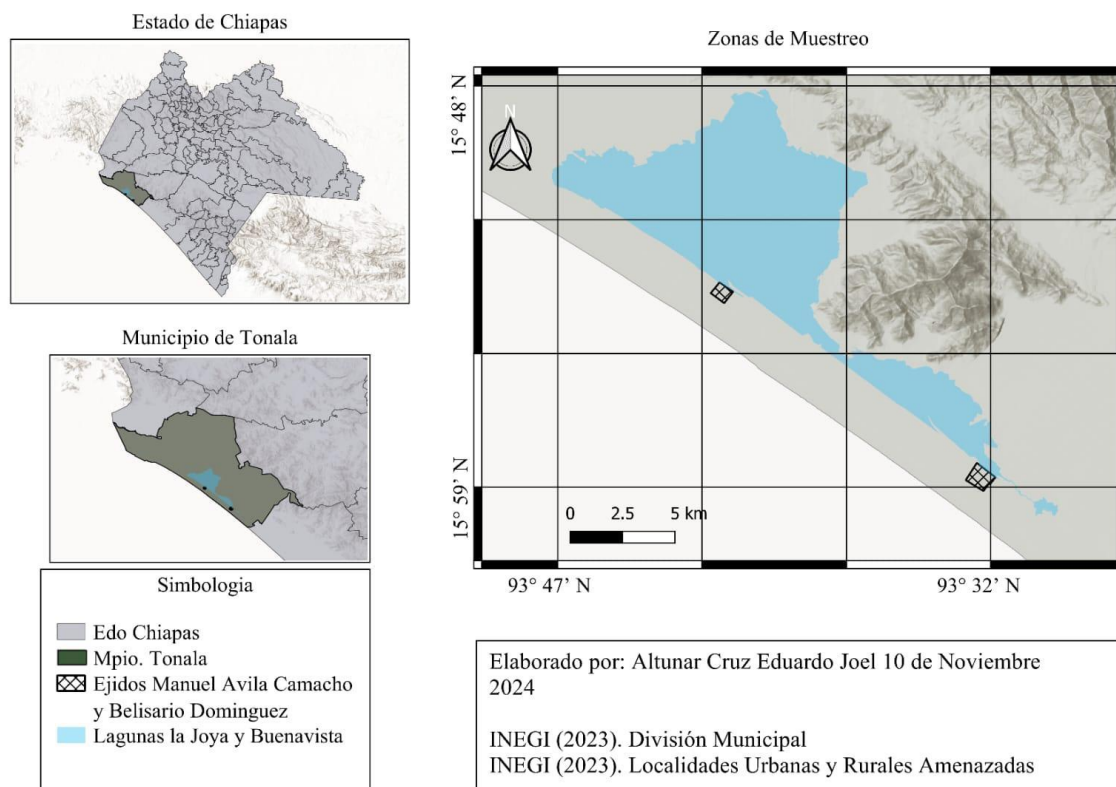 Estado de Chiapas
Zonas de Muestreo
N
15° 48’ N
15° 59’ N
0 2.5 5 km
93° 47’ N
93° 32’ N
Municipio de Tonala
Simbologia
Edo Chiapas
Mpio. Tonala
Ejidos Manuel Avila Camacho
y Belisario Dominguez
Lagunas la Joya y Buenavista
Elaborado por: Altunar Cruz Eduardo Joel 10 de Noviembre
2024
INEGI (2023). División Municipal
INEGI (2023). Localidades Urbanas y Rurales Amenazadas